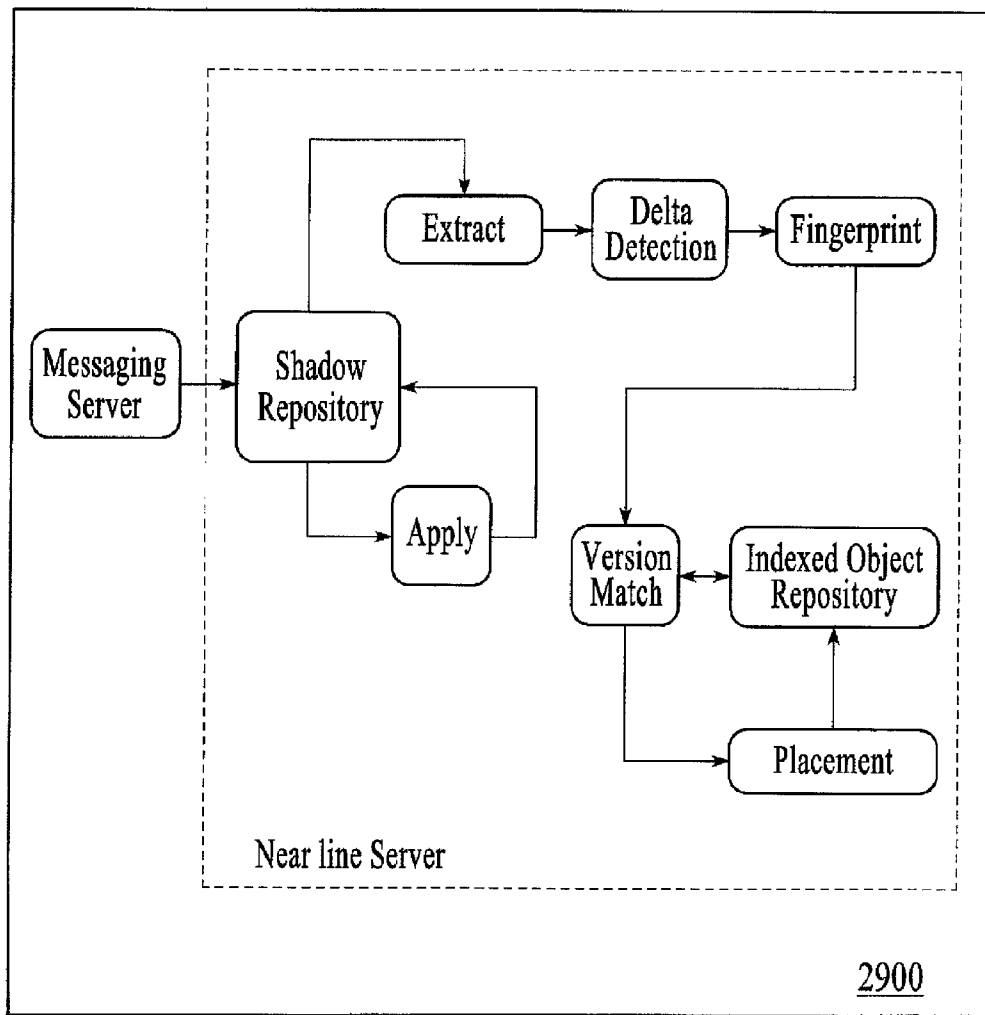 Extract
Delta
Detection
Fingerprint
Messaging
Server
Shadow
Repository
Apply
Version
Match
Indexed Object
Repository
Placement
Near line Server
2900